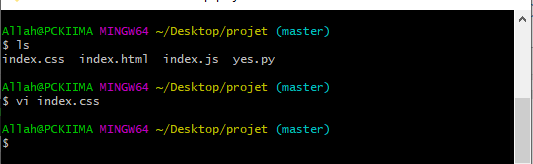 Allah@PCKIIMA MINGW64 ~/Desktop/projet (master)
$ ls
index.css  index.html  index.js  yes.py

Allah@PCKIIMA MINGW64 ~/Desktop/projet (master)
$ vi index.css

Allah@PCKIIMA MINGW64 ~/Desktop/projet (master)
$